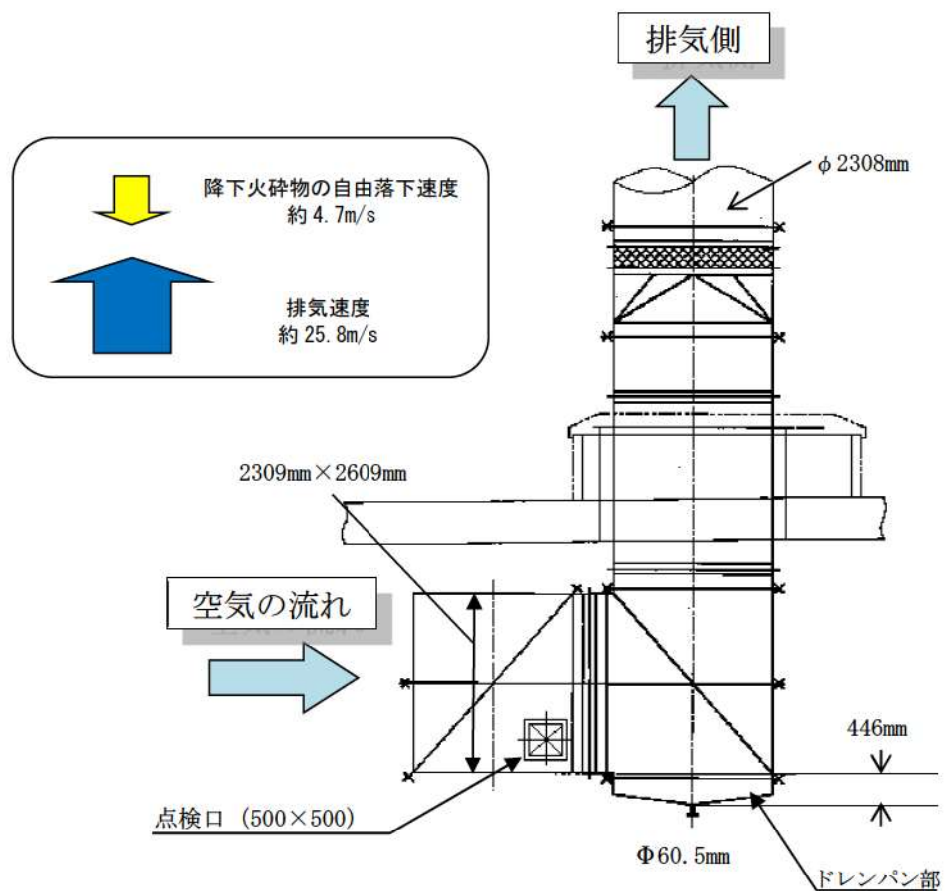 排気側
φ2308mm
降下火砕物の自由落下速度
約 4.7m/s
排気速度
約 25.8m/s
2309mm×2609mm
空気の流れ
446mm
点検口（500×500）
Φ60.5mm
ドレンパン部